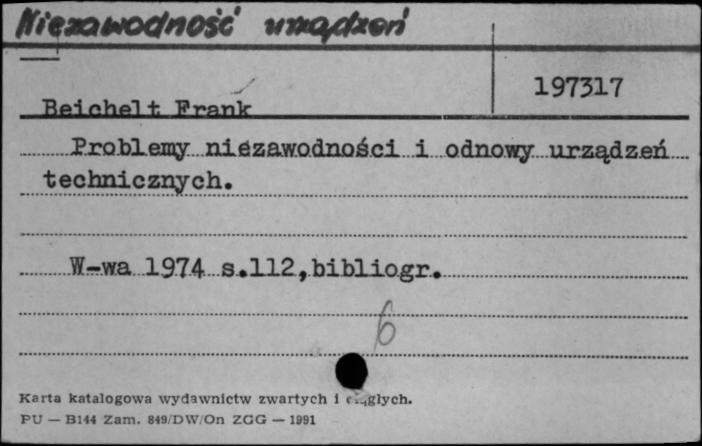 Niezawodność urządzeń
197317
Beichelt Frank
Problemy niezawodności i odnowy urządzeń
technicznych.
W-wa 1974 s.112,bibliogr.
6
Karta katalogowa wydawnictw zwartych i ciągłych.
PU — B144 Zam. 849/DW/On ZGG — 1991